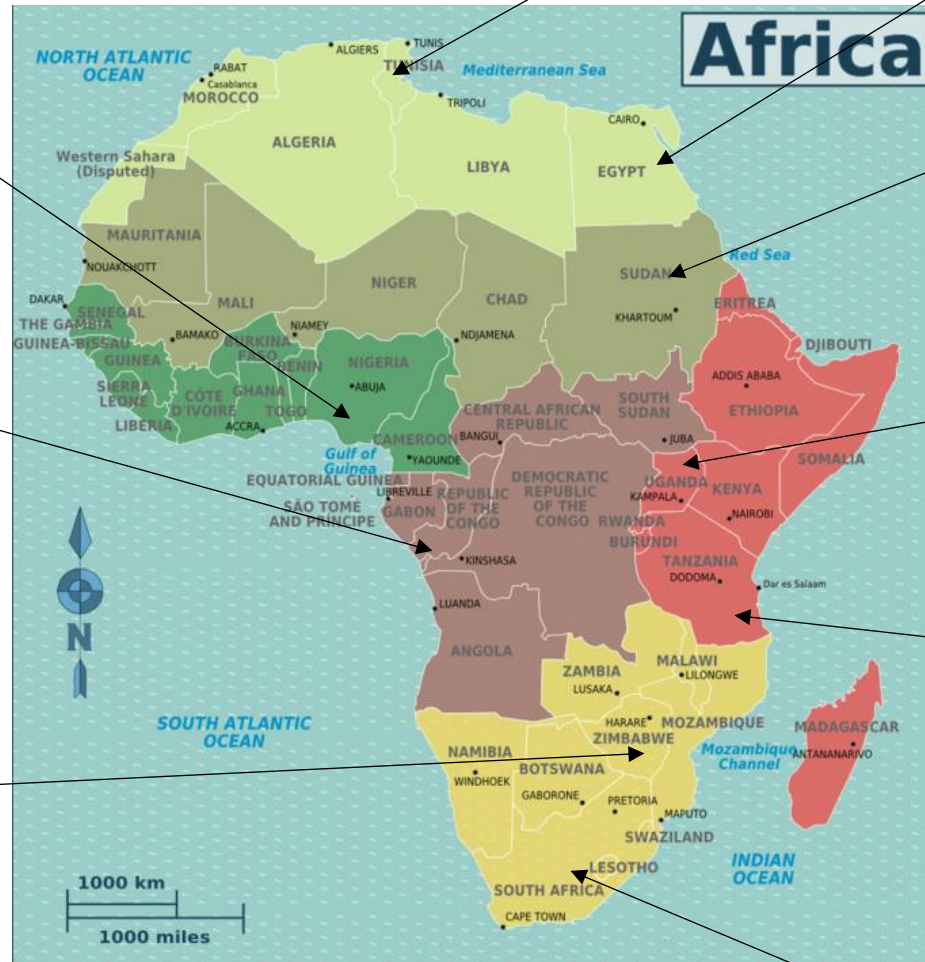 Africa
NORTH ATLANTIC
OCEAN
ALGIERS
TUNIS
TUNISIA
Mediterranean Sea
RABAT
Casablanca
MOROCCO
TRIPOLI
CAIRO
ALGERIA
Western Sahara
(Disputed)
LIBYA
EGYPT
MAURITANIA
NOUAKCHOTT
Red Sea
SUDAN
NIGER
CHAD
MALI
DAKAR
SENEGAL
THE GAMBIA
GUINEA-BISSAU
ERITREA
KHARTOUM
BAMAKO
NIAMEY
BURKINA
FASO
BENIN
NDJAMENA
DJIBOUTI
GUINEA
NIGERIA
ABUJA
ADDIS ABABA
SIERRA
LEONE
CÔTE
D'IVOIRE
GHANA
TOGO
SOUTH
SUDAN
ETHIOPIA
LIBERIA
ACCRA
CENTRAL AFRICAN
REPUBLIC
BANGUI
JUBA
CAMEROON
YAOUNDE
Gulf of
Guinea
SOMALIA
EQUATORIAL GUINEA
LIBREVILLE
DEMOCRATIC
REPUBLIC
OF THE
CONGO
UGANDA
KAMPALA
KENYA
REPUBLIC
OF THE
CONGO
SÃO TOMÉ
AND PRÍNCIPE
GABON
RWANDA
NAIROBI
BURUNDI
KINSHASA
TANZANIA
DODOMA
Dar es Salaam
N
LUANDA
ANGOLA
ZAMBIA
LUSAKA
MALAWI
LILONGWE
SOUTH ATLANTIC
OCEAN
HARARE
ZIMBABWE
MOZAMBIQUE
MADAGASCAR
ANTANANARIVO
Mozambique
Channel
NAMIBIA
WINDHOEK
BOTSWANA
GABORONE
PRETORIA
MAPUTO
SWAZILAND
INDIAN
OCEAN
LESOTHO
SOUTH AFRICA
CAPE TOWN
1000 km
1000 miles